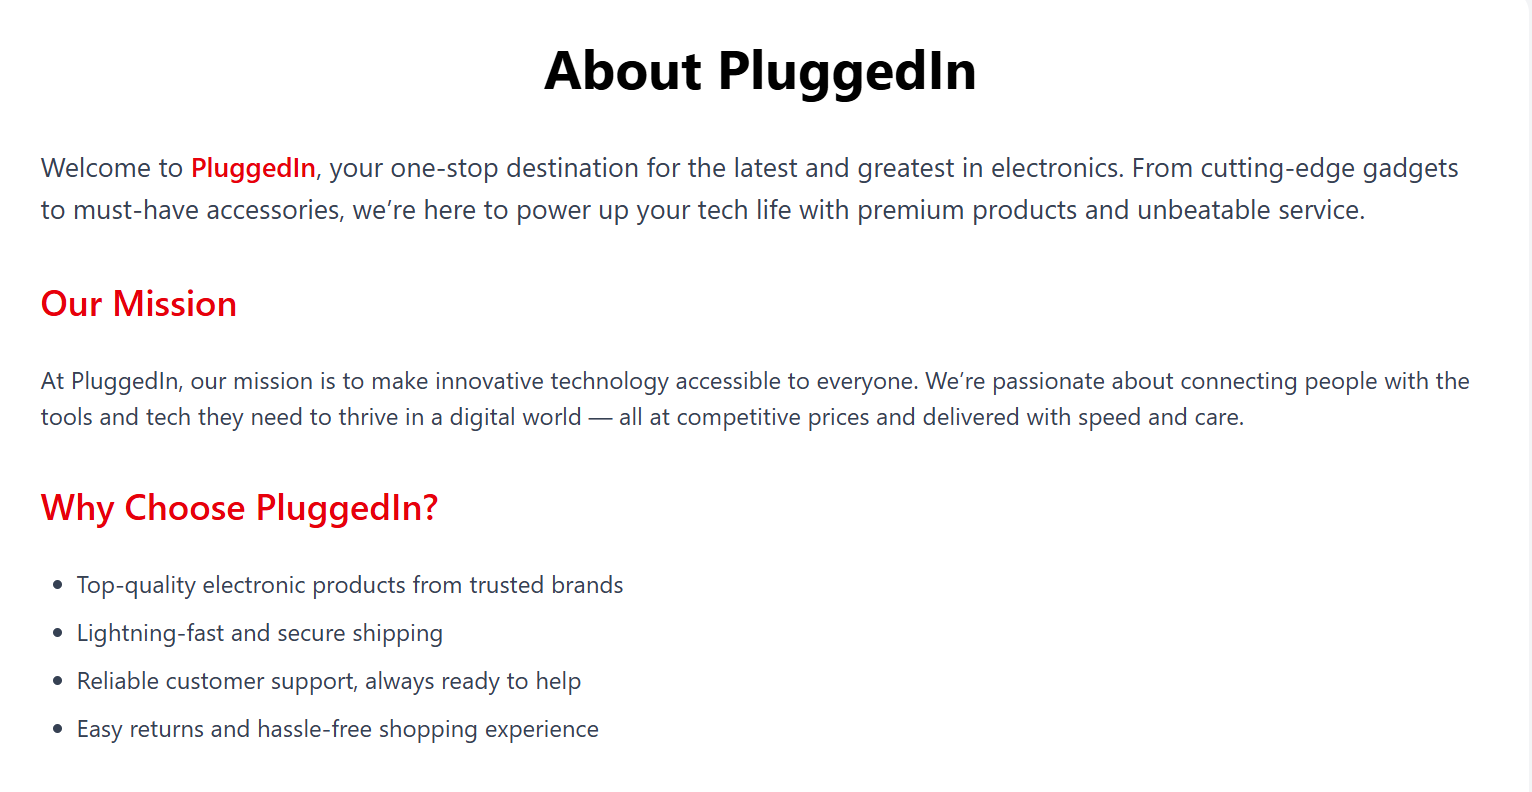 About PluggedIn
Welcome to PluggedIn, your one-stop destination for the latest and greatest in electronics. From cutting-edge gadgets
to must-have accessories, we’re here to power up your tech life with premium products and unbeatable service.
Our Mission
At PluggedIn, our mission is to make innovative technology accessible to everyone. We’re passionate about connecting people with the
tools and tech they need to thrive in a digital world — all at competitive prices and delivered with speed and care.
Why Choose PluggedIn?
• Top-quality electronic products from trusted brands
• Lightning-fast and secure shipping
• Reliable customer support, always ready to help
• Easy returns and hassle-free shopping experience